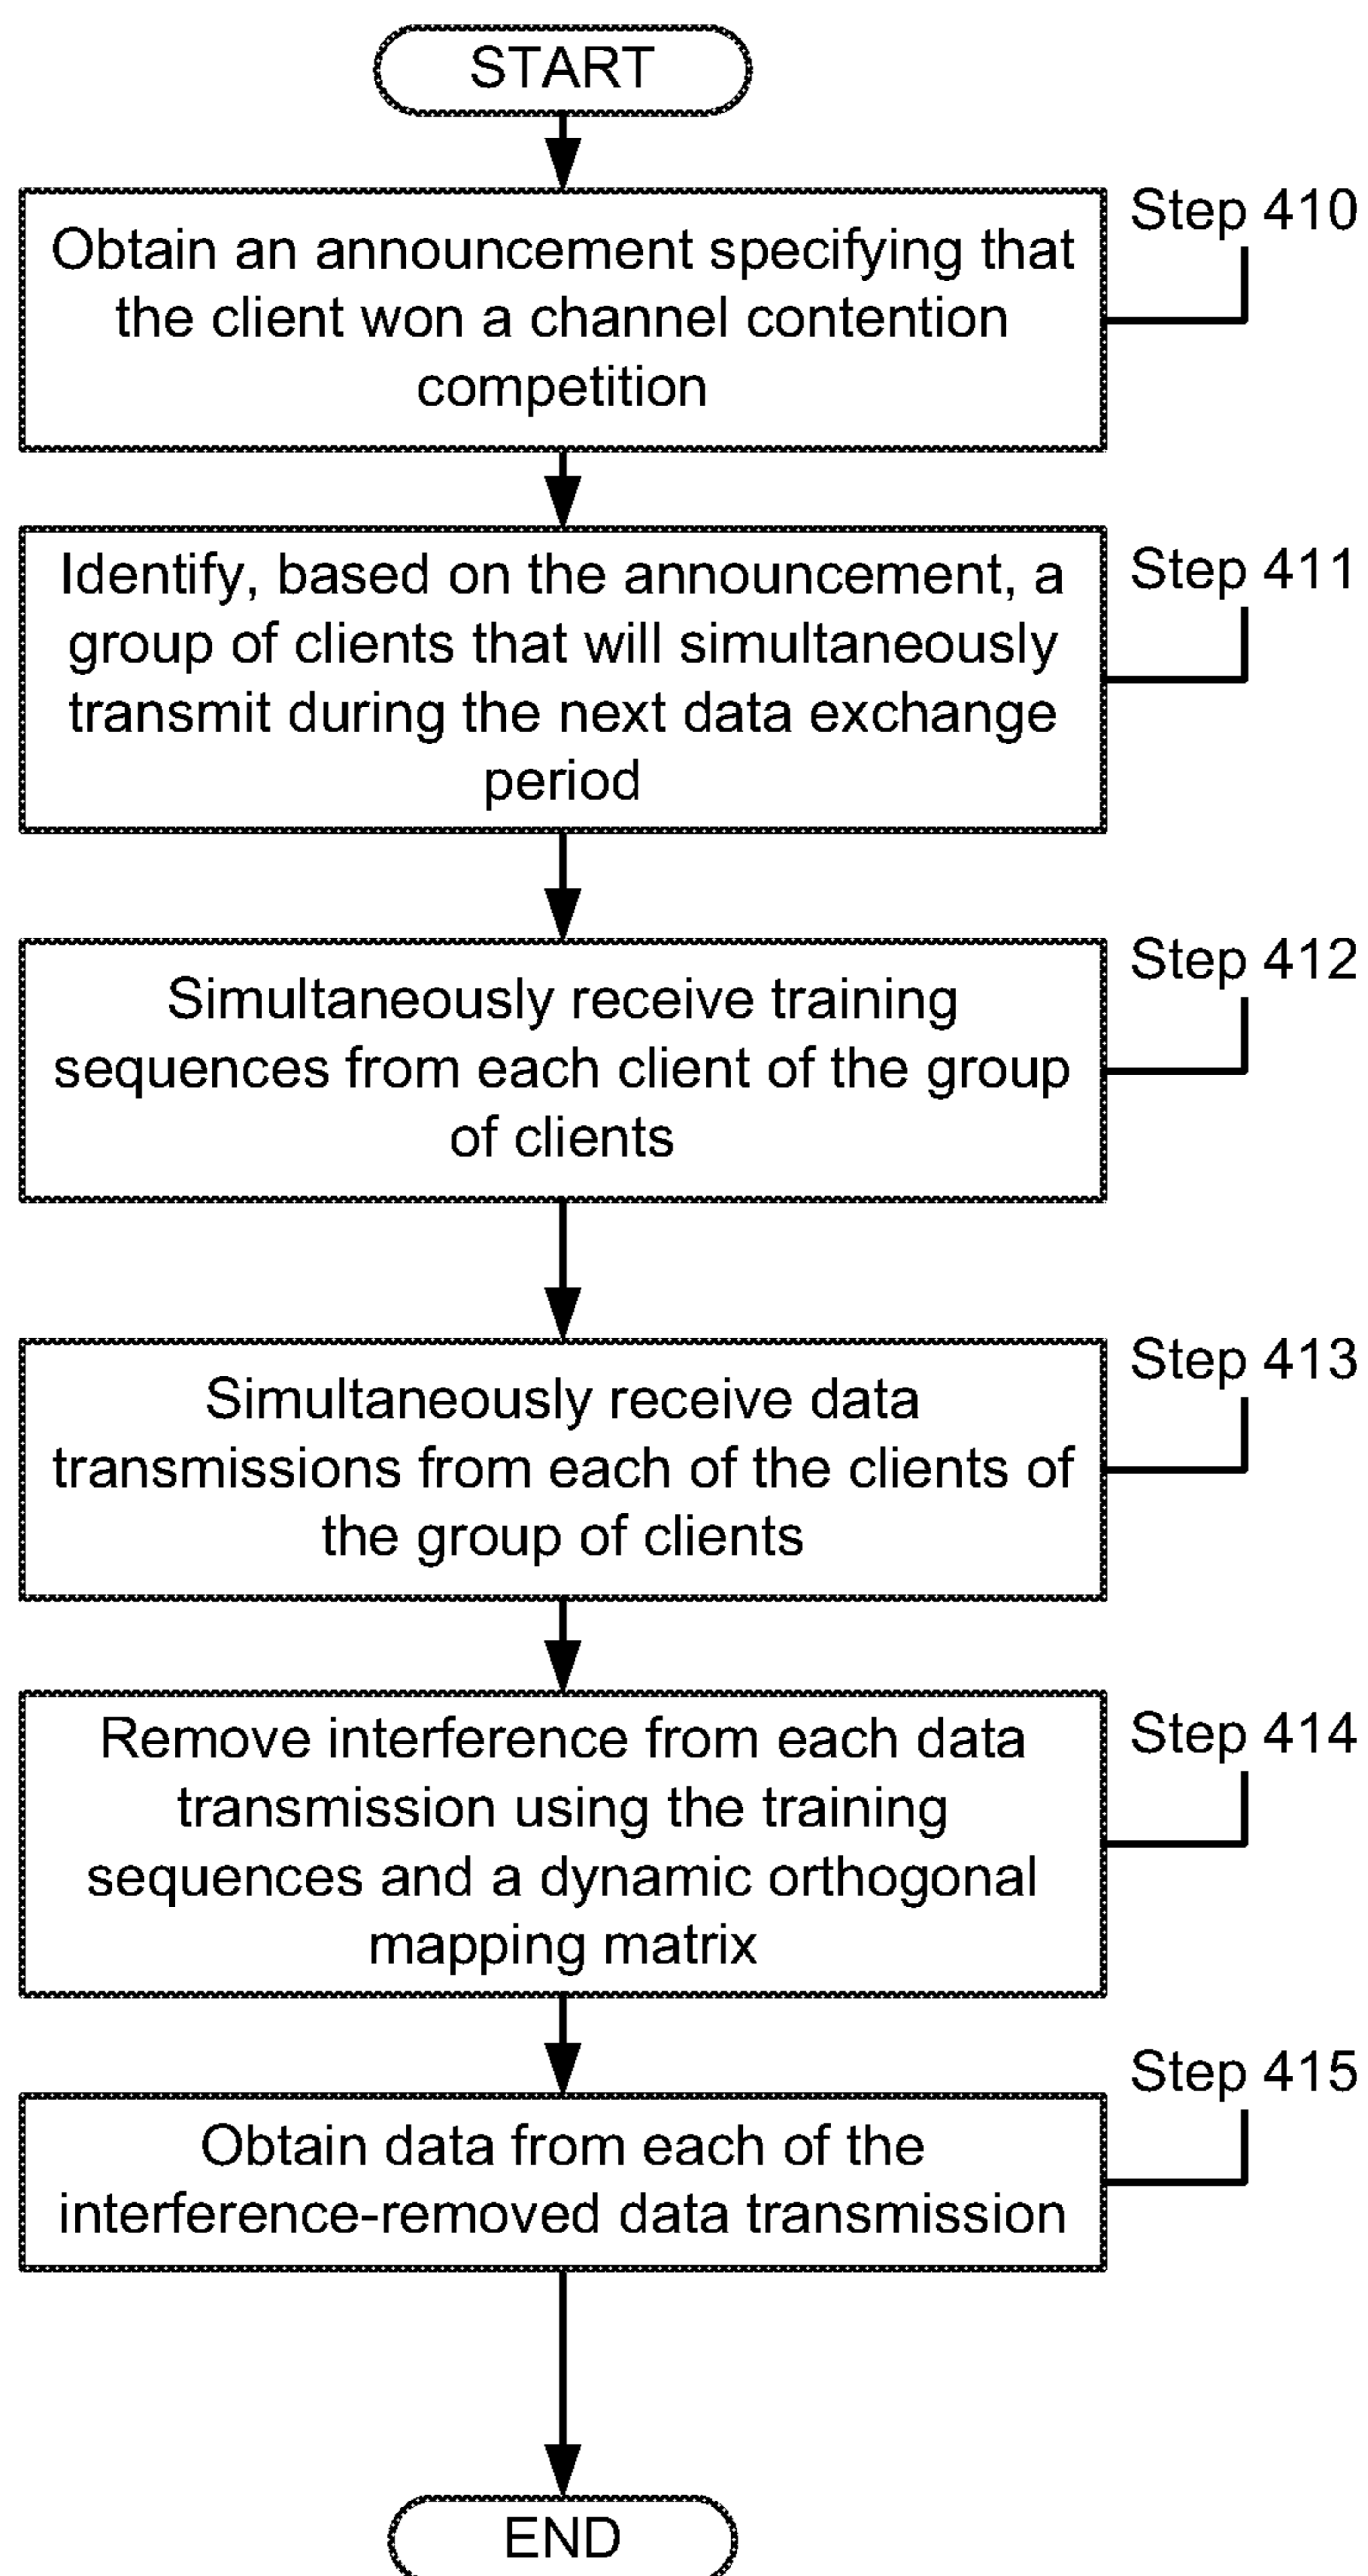 START
Step 410
Obtain an announcement specifying that
the client won a channel contention
competition
Step 411
Identify, based on the announcement, a
group of clients that will simultaneously
transmit during the next data exchange
period
Step 412
Simultaneously receive training
sequences from each client of the group
of clients
Step 413
Simultaneously receive data
transmissions from each of the clients of
the group of clients
Step 414
Remove interference from each data
transmission using the training
sequences and a dynamic orthogonal
mapping matrix
Step 415
Obtain data from each of the
interference-removed data transmission
END